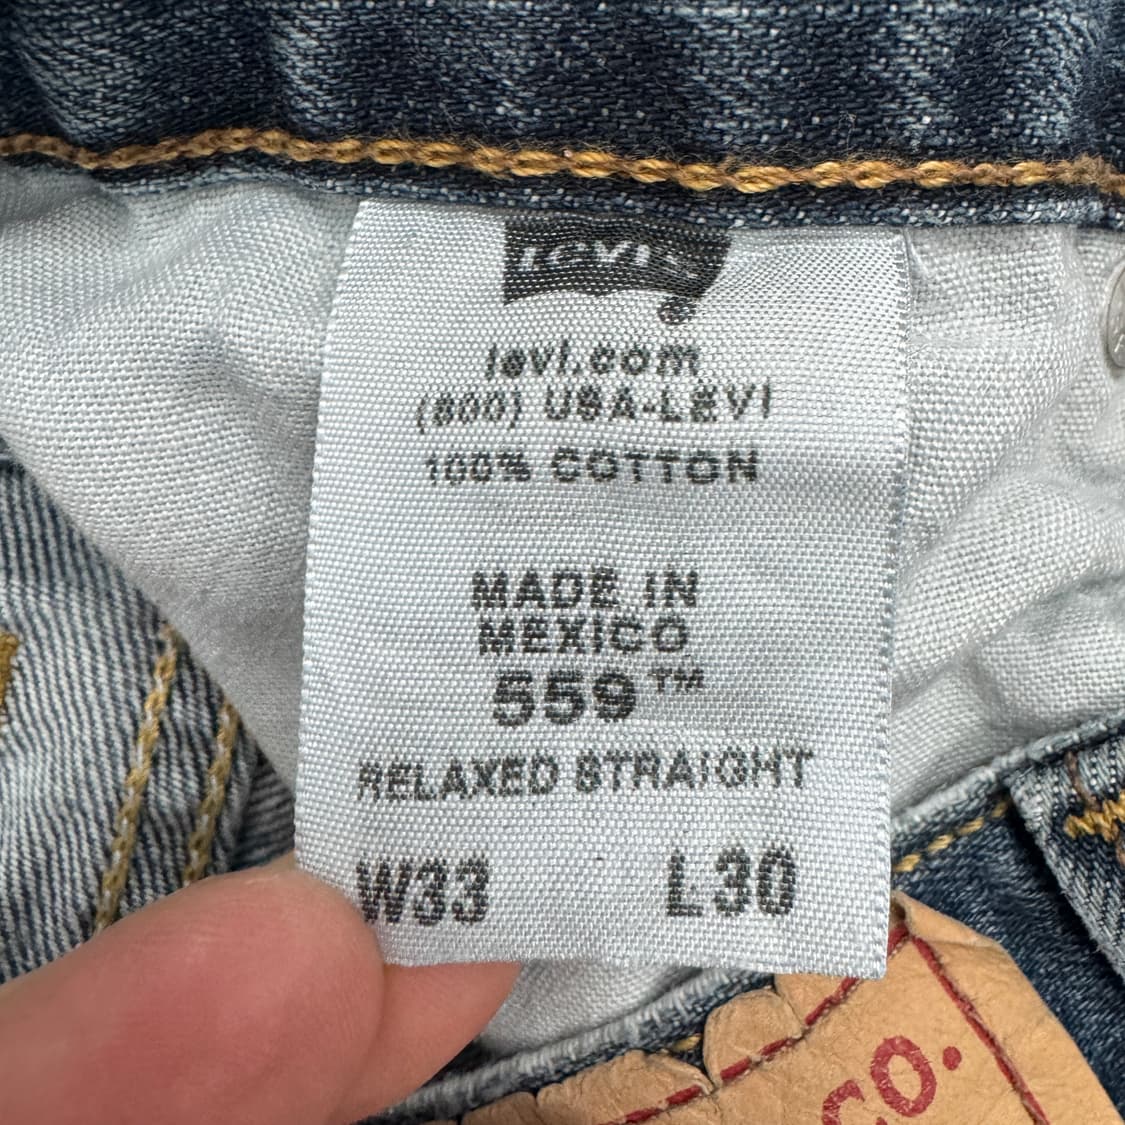 LEVI'S
levi.com
(800) USA-LEVI
100% COTTON
MADE IN
MEXICO
559™
RELAXED STRAIGHT
W33 L30
CO.